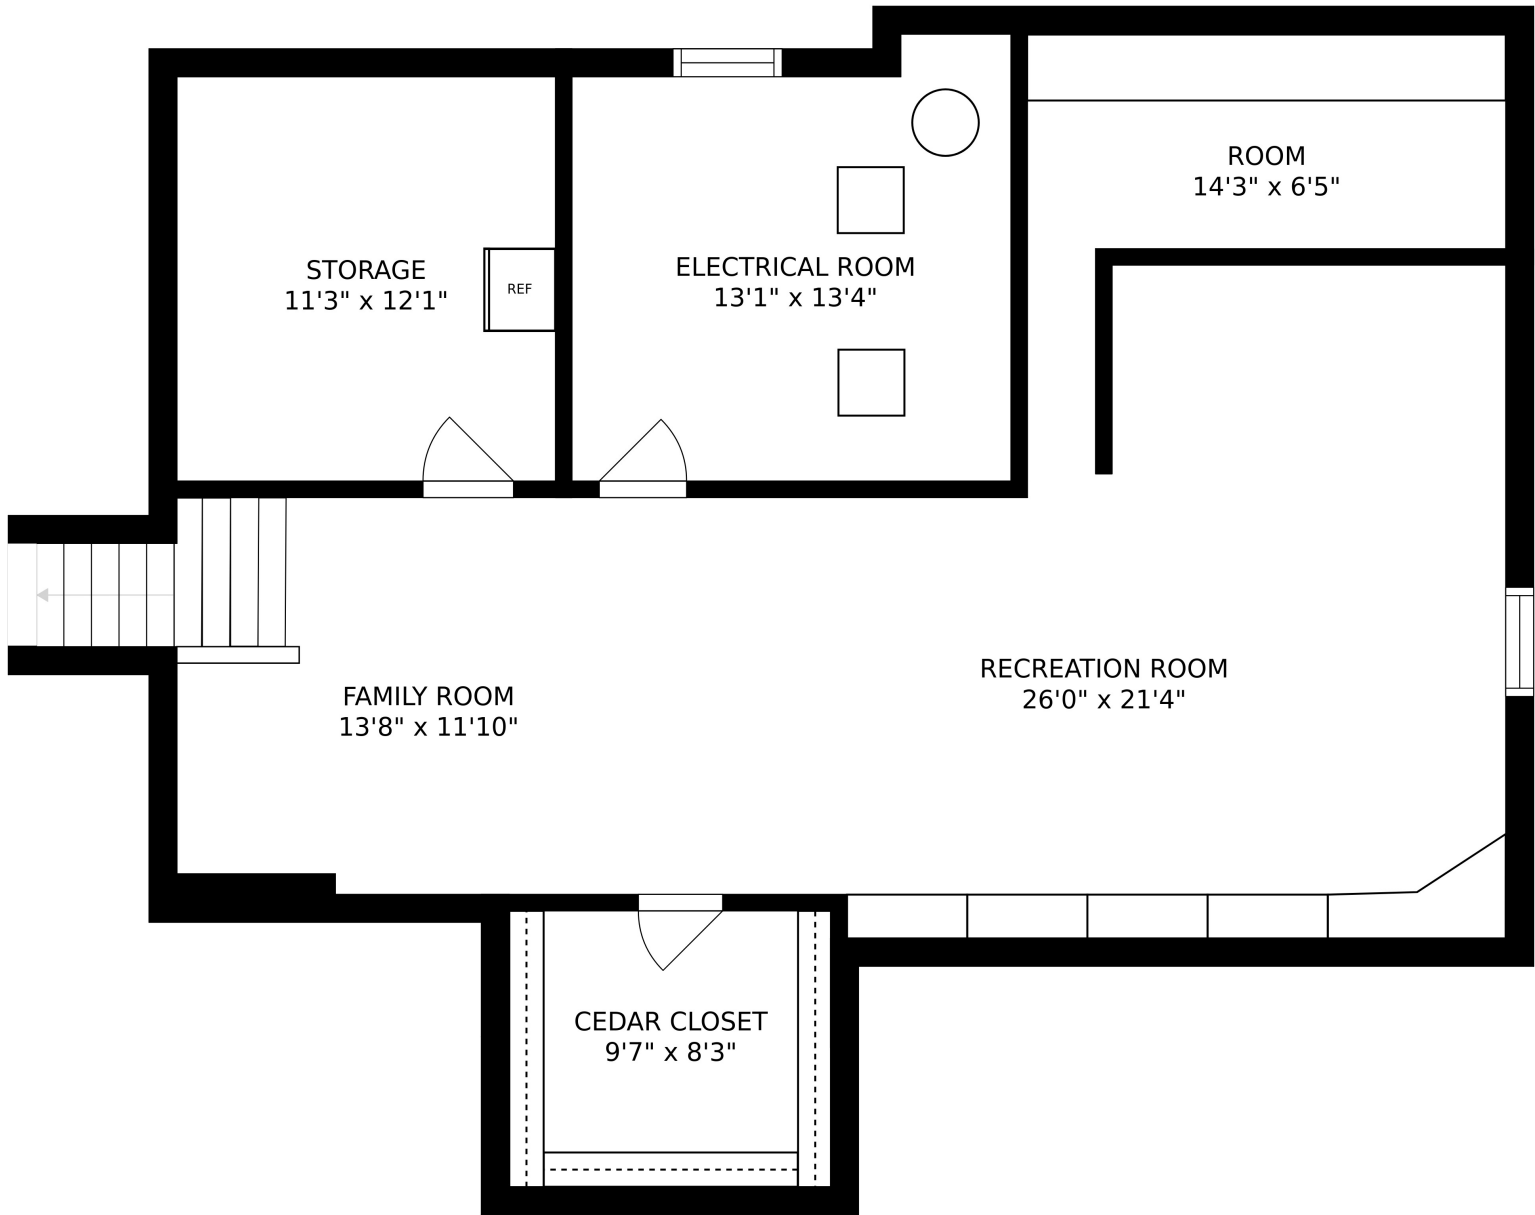 ROOM
14'3" x 6'5"
STORAGE
11'3" x 12'1"
REF
ELECTRICAL ROOM
13'1" x 13'4"
FAMILY ROOM
13'8" x 11'10"
RECREATION ROOM
26'0" x 21'4"
CEDAR CLOSET
9'7" x 8'3"